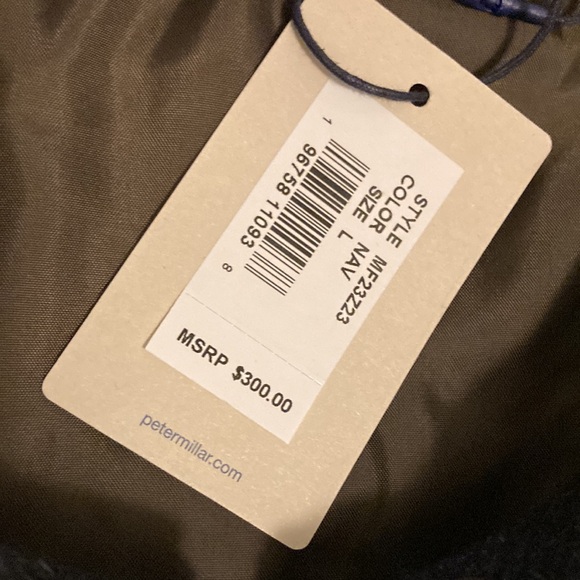 STYLE MF23Z23
COLOR NAV
SIZE L
1 96758 11093 8
MSRP $300.00
petermillar.com